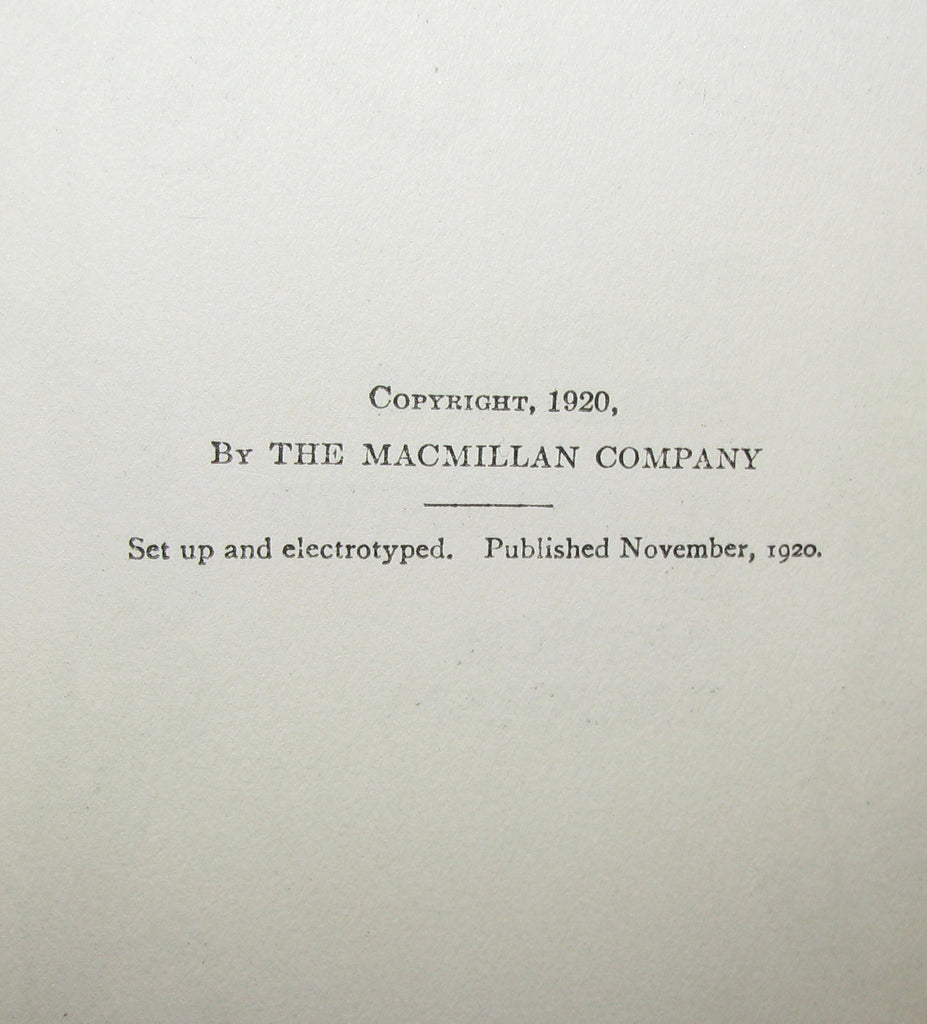 Copyright, 1920,
By THE MACMILLAN COMPANY
Set up and electrotyped. Published November, 1920.